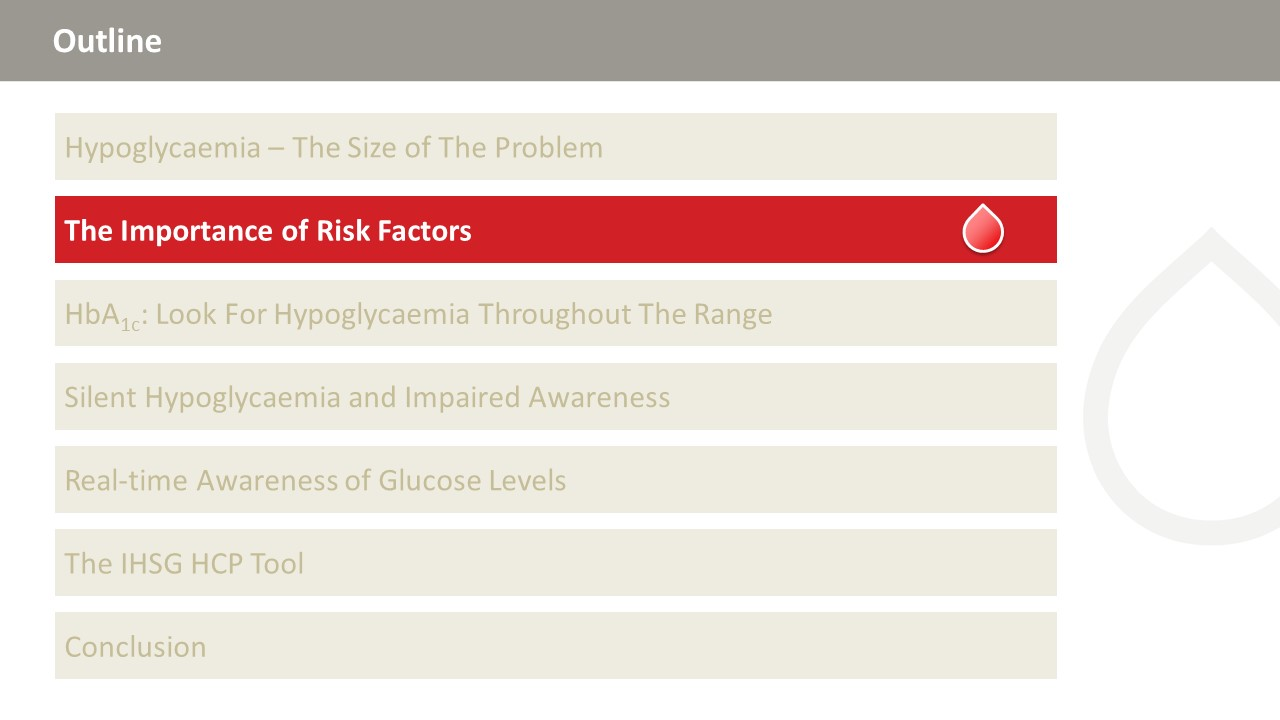 Outline
Hypoglycaemia – The Size of The Problem
The Importance of Risk Factors
HbA1c: Look For Hypoglycaemia Throughout The Range
Silent Hypoglycaemia and Impaired Awareness
Real-time Awareness of Glucose Levels
The IHSG HCP Tool
Conclusion